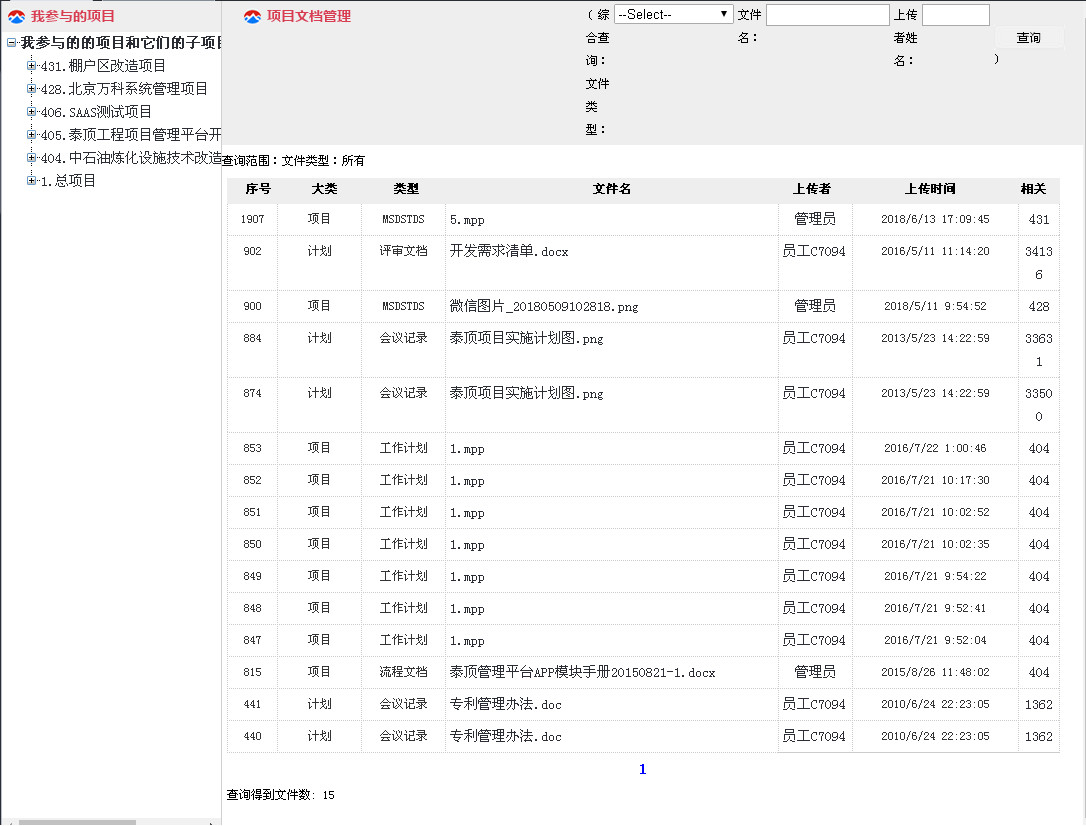 我参与的项目
我参与的的项目和它们的子项目
431.棚户区改造项目
428.北京万科系统管理项目
406.SAAS测试项目
405.泰顶工程项目管理平台开
404.中石油炼化设施技术改造
1.总项目
项目文档管理
（ 综合查询：文件类型： --Select-- 文件名： 上传者姓名： 查询 ）
查询范围：文件类型：所有
序号 大类 类型 文件名 上传者 上传时间 相关
1907 项目 MSDSTDS 5.mpp 管理员 2018/6/13 17:09:45 431
902 计划 评审文档 开发需求清单.docx 员工C7094 2016/5/11 11:14:20 34136
900 项目 MSDSTDS 微信图片_20180509102818.png 管理员 2018/5/11 9:54:52 428
884 计划 会议记录 泰顶项目实施计划图.png 员工C7094 2013/5/23 14:22:59 33631
874 计划 会议记录 泰顶项目实施计划图.png 员工C7094 2013/5/23 14:22:59 33500
853 项目 工作计划 1.mpp 员工C7094 2016/7/22 1:00:46 404
852 项目 工作计划 1.mpp 员工C7094 2016/7/21 10:17:30 404
851 项目 工作计划 1.mpp 员工C7094 2016/7/21 10:02:52 404
850 项目 工作计划 1.mpp 员工C7094 2016/7/21 10:02:35 404
849 项目 工作计划 1.mpp 员工C7094 2016/7/21 9:54:22 404
848 项目 工作计划 1.mpp 员工C7094 2016/7/21 9:52:41 404
847 项目 工作计划 1.mpp 员工C7094 2016/7/21 9:52:04 404
815 项目 流程文档 泰顶管理平台APP模块手册20150821-1.docx 管理员 2015/8/26 11:48:02 404
441 计划 会议记录 专利管理办法.doc 员工C7094 2010/6/24 22:23:05 1362
440 计划 会议记录 专利管理办法.doc 员工C7094 2010/6/24 22:23:05 1362
1
查询得到文件数: 15